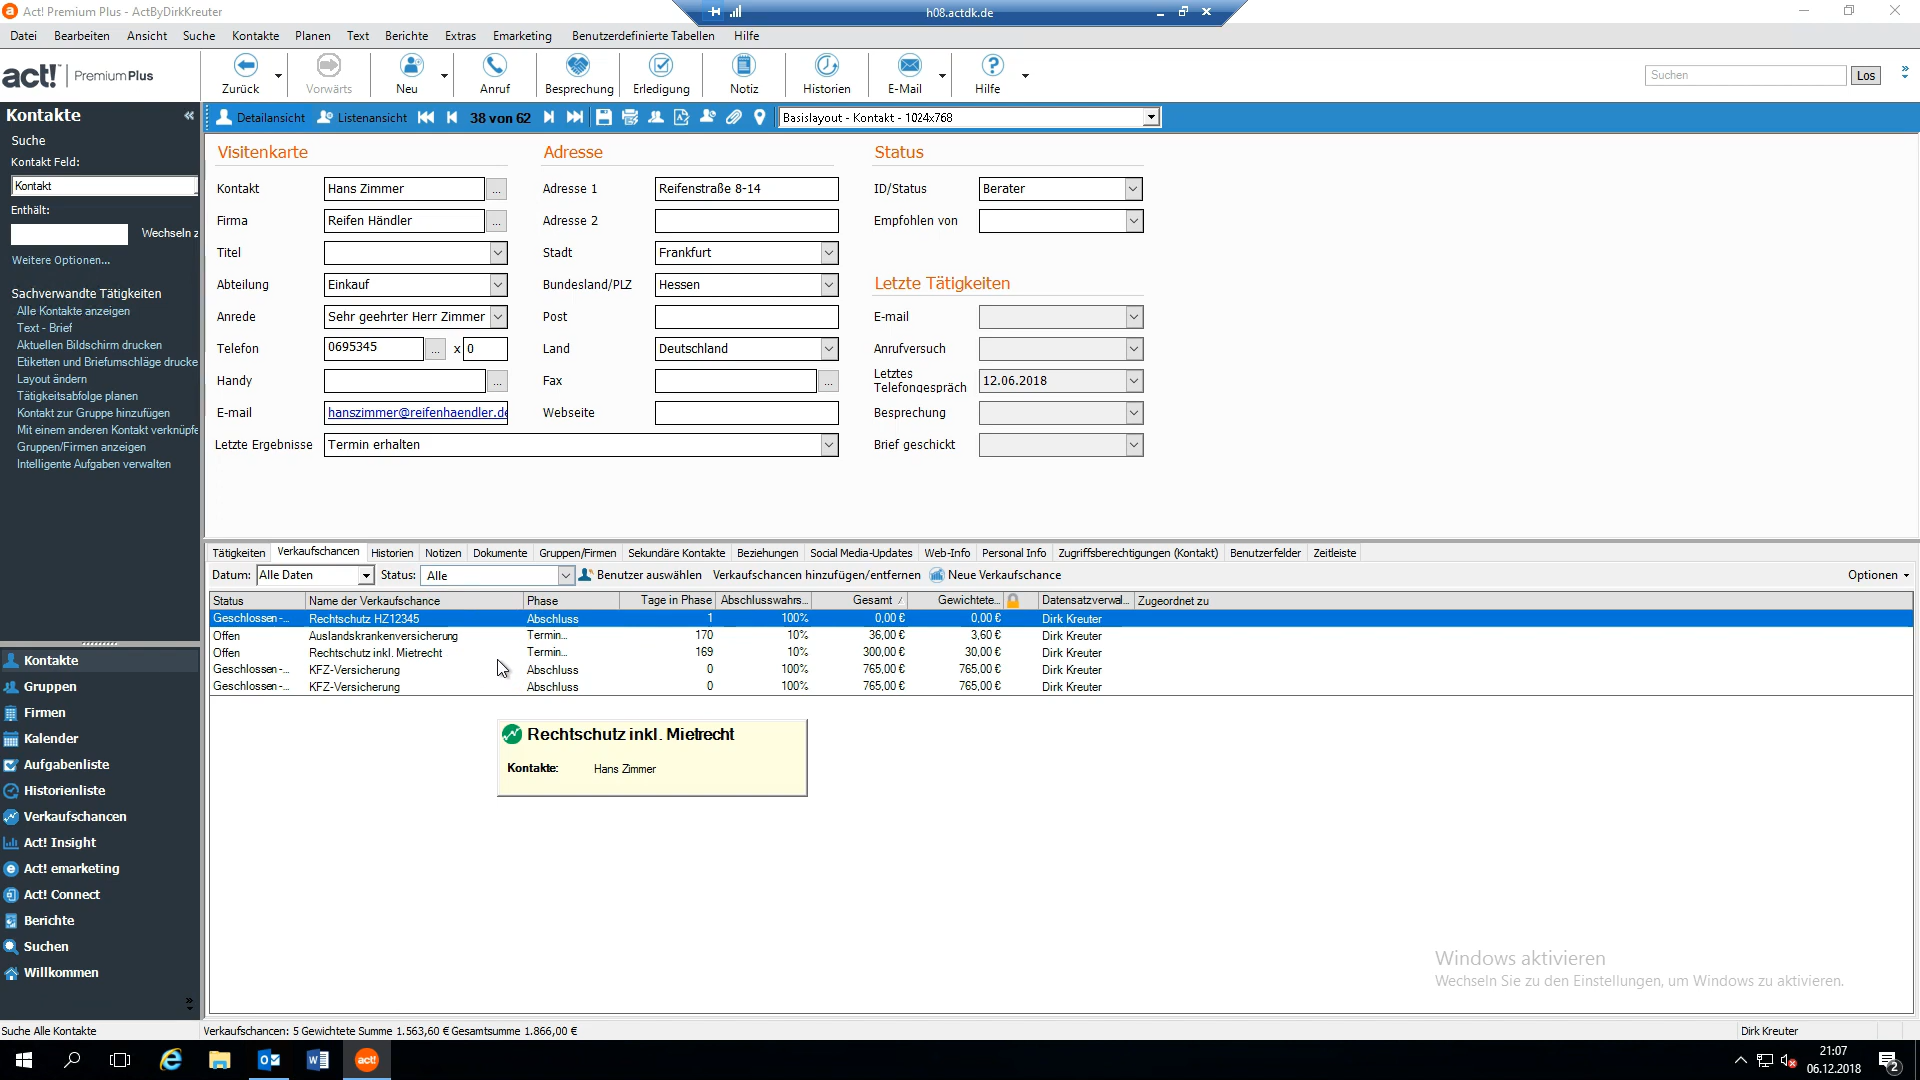 Act! Premium Plus - ActByDirkKreuter
h08.actdk.de
Datei Bearbeiten Ansicht Suche Kontakte Planen Text Berichte Extras Emarketing Benutzerdefinierte Tabellen Hilfe
act! Premium Plus
Zurück Vorwärts Neu Anruf Besprechung Erledigung Notiz Historien E-Mail Hilfe
Suchen Los
Kontakte
Detailansicht Listenansicht 38 von 62 Basislayout - Kontakt - 1024x768
Suche
Kontakt Feld:
Kontakt
Enthält:
Wechseln z
Weitere Optionen...
Sachverwandte Tätigkeiten
Alle Kontakte anzeigen
Text - Brief
Aktuellen Bildschirm drucken
Etiketten und Briefumschläge drucke
Layout ändern
Tätigkeitsabfolge planen
Kontakt zur Gruppe hinzufügen
Mit einem anderen Kontakt verknüpfe
Gruppen/Firmen anzeigen
Intelligente Aufgaben verwalten
Visitenkarte Adresse Status
Kontakt Hans Zimmer ... Adresse 1 Reifenstraße 8-14 ID/Status Berater
Firma Reifen Händler ... Adresse 2 Empfohlen von
Titel Stadt Frankfurt
Abteilung Einkauf Bundesland/PLZ Hessen Letzte Tätigkeiten
Anrede Sehr geehrter Herr Zimmer Post E-mail
Telefon 0695345 ... x 0 Land Deutschland Anrufversuch
Handy ... Fax ... Letztes Telefongespräch 12.06.2018
E-mail hanszimmer@reifenhaendler.de Webseite Besprechung
Letzte Ergebnisse Termin erhalten Brief geschickt
Tätigkeiten Verkaufschancen Historien Notizen Dokumente Gruppen/Firmen Sekundäre Kontakte Beziehungen Social Media-Updates Web-Info Personal Info Zugriffsberechtigungen (Kontakt) Benutzerfelder Zeitleiste
Datum: Alle Daten Status: Alle Benutzer auswählen Verkaufschancen hinzufügen/entfernen Neue Verkaufschance Optionen
Status Name der Verkaufschance Phase Tage in Phase Abschlusswahrs... Gesamt Gewichtete... Datensatzverwal... Zugeordnet zu
Geschlossen -... Rechtschutz HZ12345 Abschluss 1 100% 0,00 € 0,00 € Dirk Kreuter
Offen Auslandskrankenversicherung Termin... 170 10% 36,00 € 3,60 € Dirk Kreuter
Offen Rechtschutz inkl. Mietrecht Termin... 169 10% 300,00 € 30,00 € Dirk Kreuter
Geschlossen -... KFZ-Versicherung Abschluss 0 100% 765,00 € 765,00 € Dirk Kreuter
Geschlossen -... KFZ-Versicherung Abschluss 0 100% 765,00 € 765,00 € Dirk Kreuter
Rechtschutz inkl. Mietrecht
Kontakte: Hans Zimmer
Kontakte
Gruppen
Firmen
Kalender
Aufgabenliste
Historienliste
Verkaufschancen
Act! Insight
Act! emarketing
Act! Connect
Berichte
Suchen
Willkommen
Windows aktivieren
Wechseln Sie zu den Einstellungen, um Windows zu aktivieren.
Suche Alle Kontakte Verkaufschancen: 5 Gewichtete Summe 1.563,60 € Gesamtsumme 1.866,00 € Dirk Kreuter
act!
21:07
06.12.2018
2